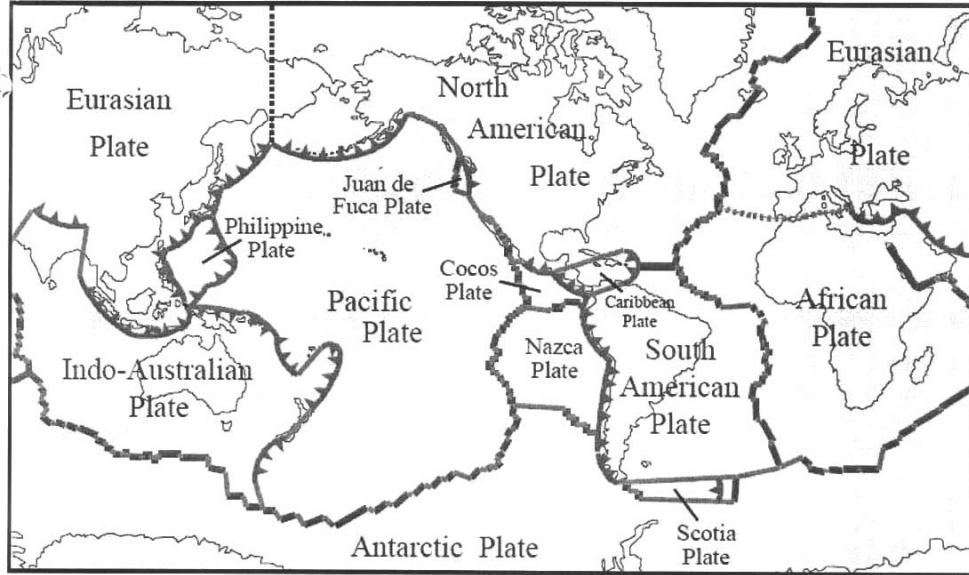 Eurasian
Plate
North
American
Plate
Eurasian
Plate
Juan de
Fuca Plate
Philippine
Plate
Cocos
Plate
Caribbean
Plate
Pacific
Plate
African
Plate
Nazca
Plate
South
American
Plate
Indo-Australian
Plate
Scotia
Plate
Antarctic Plate